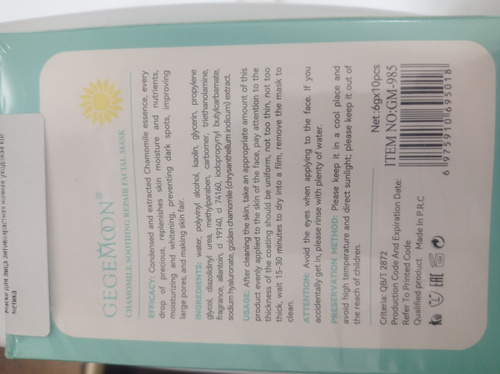 GEGEMOON®
CHAMOMILE SOOTHING REPAIR FACIAL MASK
EFFICACY: Condensed and extracted Chamomile essence, every
drop of precious, replenishes skin moisture and nutrients,
moisturizing and whitening, preventing dark spots, improving
large pores, and making skin fair.
INGREDIENTS: water, polyvinyl alcohol, kaolin, glycerin, propylene
glycol, diazolidinyl urea, methylparaben, carbomer, triethanolamine,
fragrance, allantoin, ci 19140, ci 74160, iodopropynyl butylcarbamate,
sodium hyaluronate, golden chamomile (chrysanthellum indicum) extract.
USAGE: After cleaning the skin, take an appropriate amount of this
product evenly applied to the skin of the face, pay attention to the
thickness of the coating should be uniform, not too thin, not too
thick, wait 15-30 minutes to dry into a film, remove the mask to
clean.
ATTENTION: Avoid the eyes when applying to the face. If you
accidentally get in, please rinse with plenty of water.
PRESERVATION METHOD: Please keep it in a cool place and
avoid high temperature and direct sunlight; please keep it out of
the reach of children.
Criteria: QB/T 2872
Production Code And Expiration Date:
Refer To Printed Code
Qualified product Made In P.R.C
EAC
Net:6gx10pcs
ITEM NO:GM-985
6 975910 695018